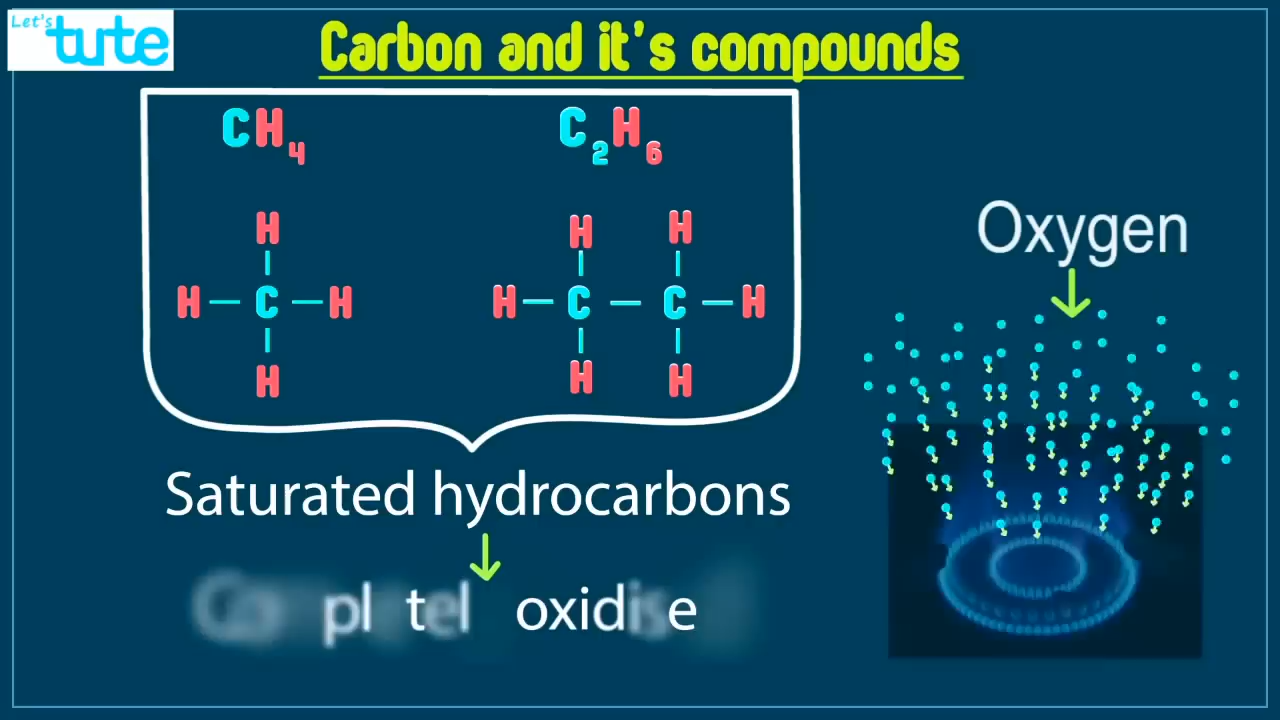 Let's tute
Carbon and it's compounds
CH4 C2H6
H H H
H C H H C C H
H H H
Oxygen
Saturated hydrocarbons
oxidise